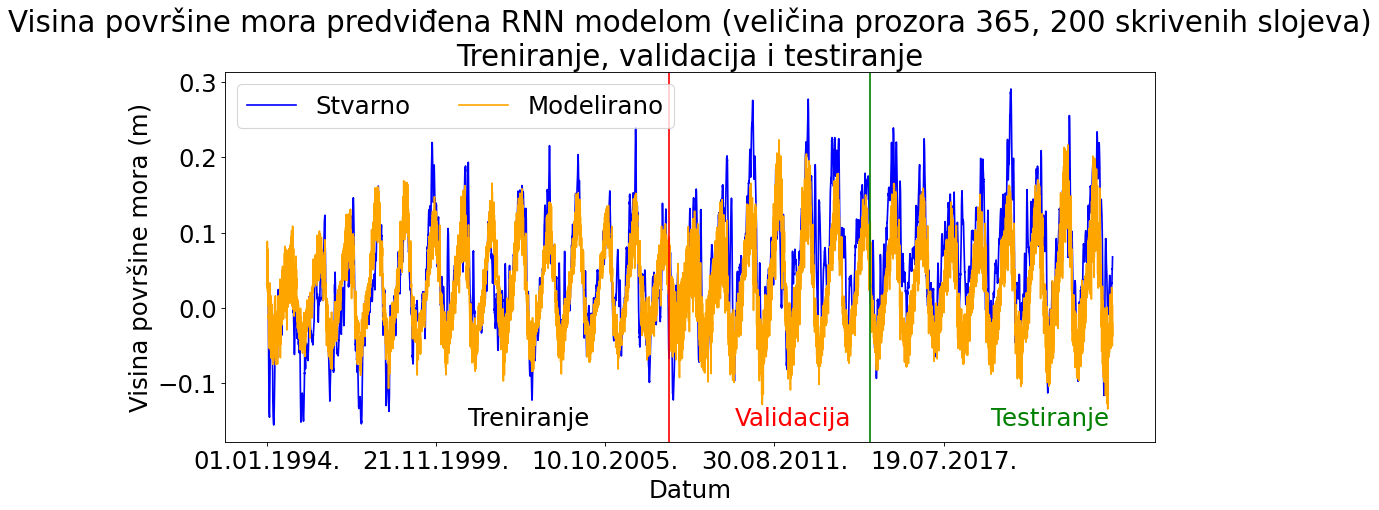 Visina površine mora predviđena RNN modelom (veličina prozora 365, 200 skrivenih slojeva)
Treniranje, validacija i testiranje
Stvarno
Modelirano
Visina površine mora (m)
0.3
0.2
0.1
0.0
−0.1
Treniranje
Validacija
Testiranje
01.01.1994.
21.11.1999.
10.10.2005.
30.08.2011.
19.07.2017.
Datum